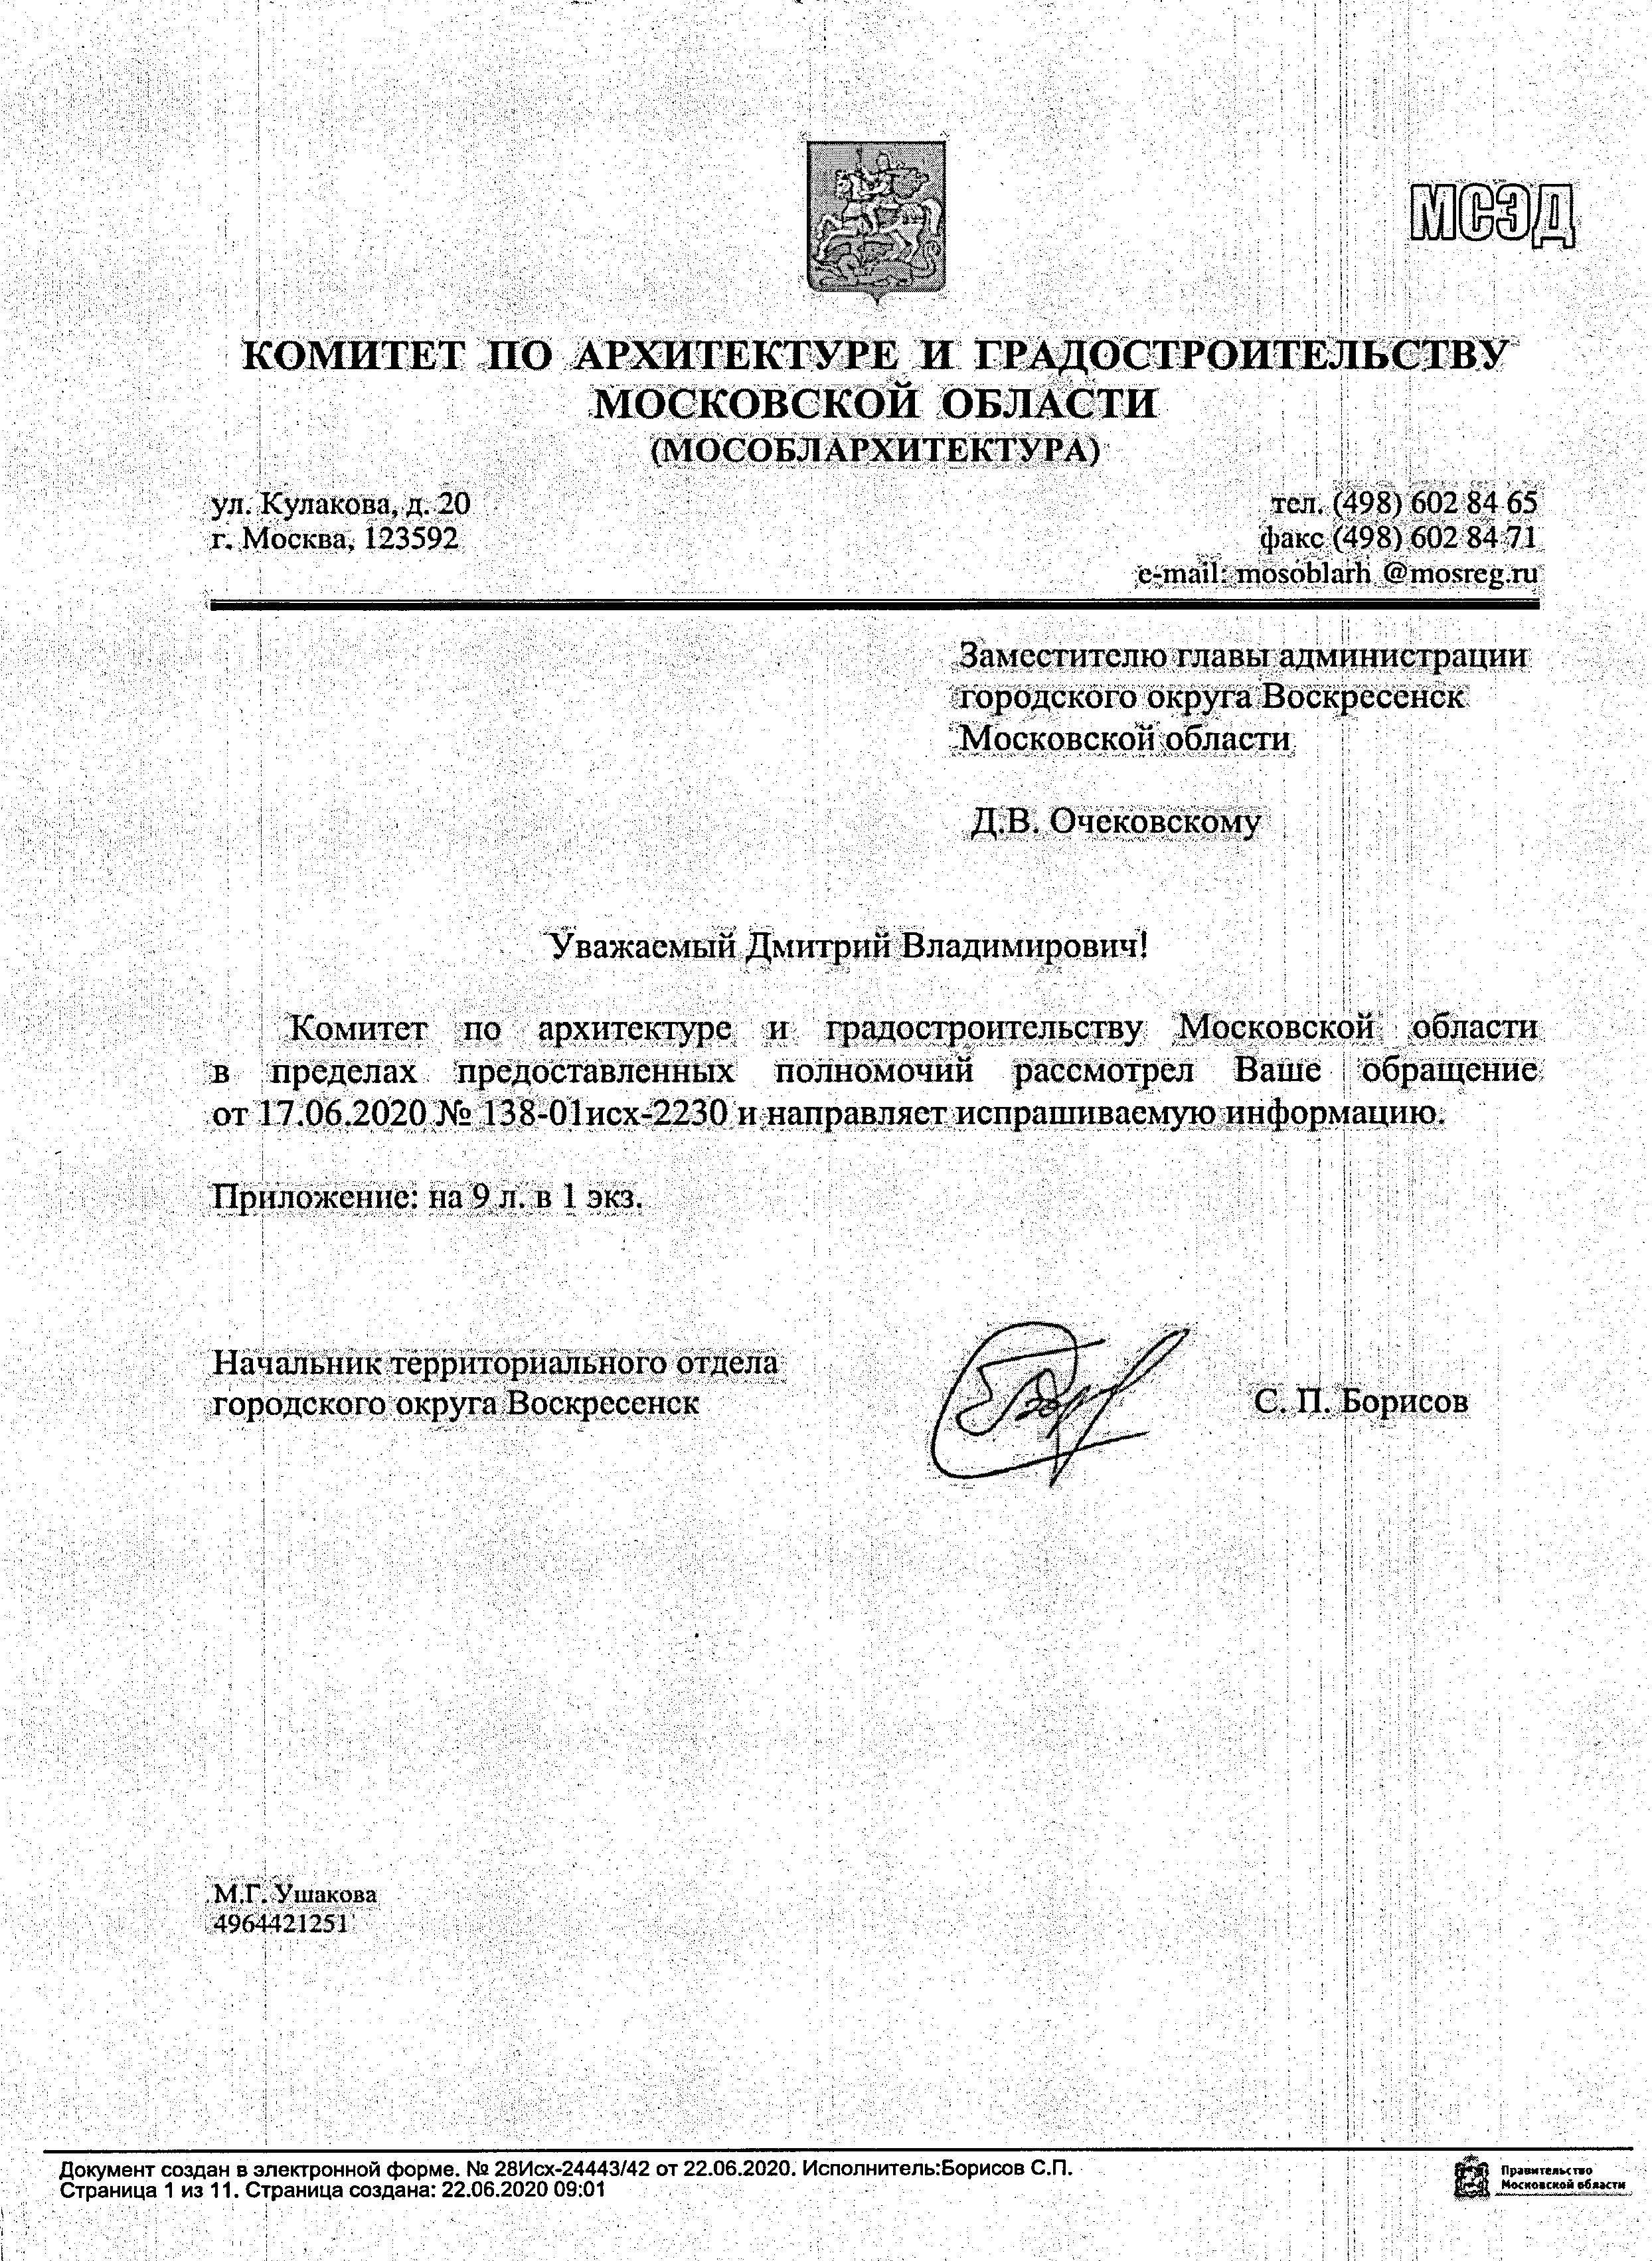 МСЭД
КОМИТЕТ ПО АРХИТЕКТУРЕ И ГРАДОСТРОИТЕЛЬСТВУ
МОСКОВСКОЙ ОБЛАСТИ
(МОСОБЛАРХИТЕКТУРА)
ул. Кулакова, д. 20
г. Москва, 123592
тел. (498) 602 84 65
факс (498) 602 84 71
e-mail: mosoblarh @mosreg.ru
Заместителю главы администрации
городского округа Воскресенск
Московской области
Д.В. Очековскому
Уважаемый Дмитрий Владимирович!
Комитет по архитектуре и градостроительству Московской области
в пределах предоставленных полномочий рассмотрел Ваше обращение
от 17.06.2020 № 138-01исх-2230 и направляет испрашиваемую информацию.
Приложение: на 9 л. в 1 экз.
Начальник территориального отдела
городского округа Воскресенск
С. П. Борисов
М.Г. Ушакова
4964421251
Документ создан в электронной форме. № 28Исх-24443/42 от 22.06.2020. Исполнитель:Борисов С.П.
Страница 1 из 11. Страница создана: 22.06.2020 09:01
Правительство
Московской области